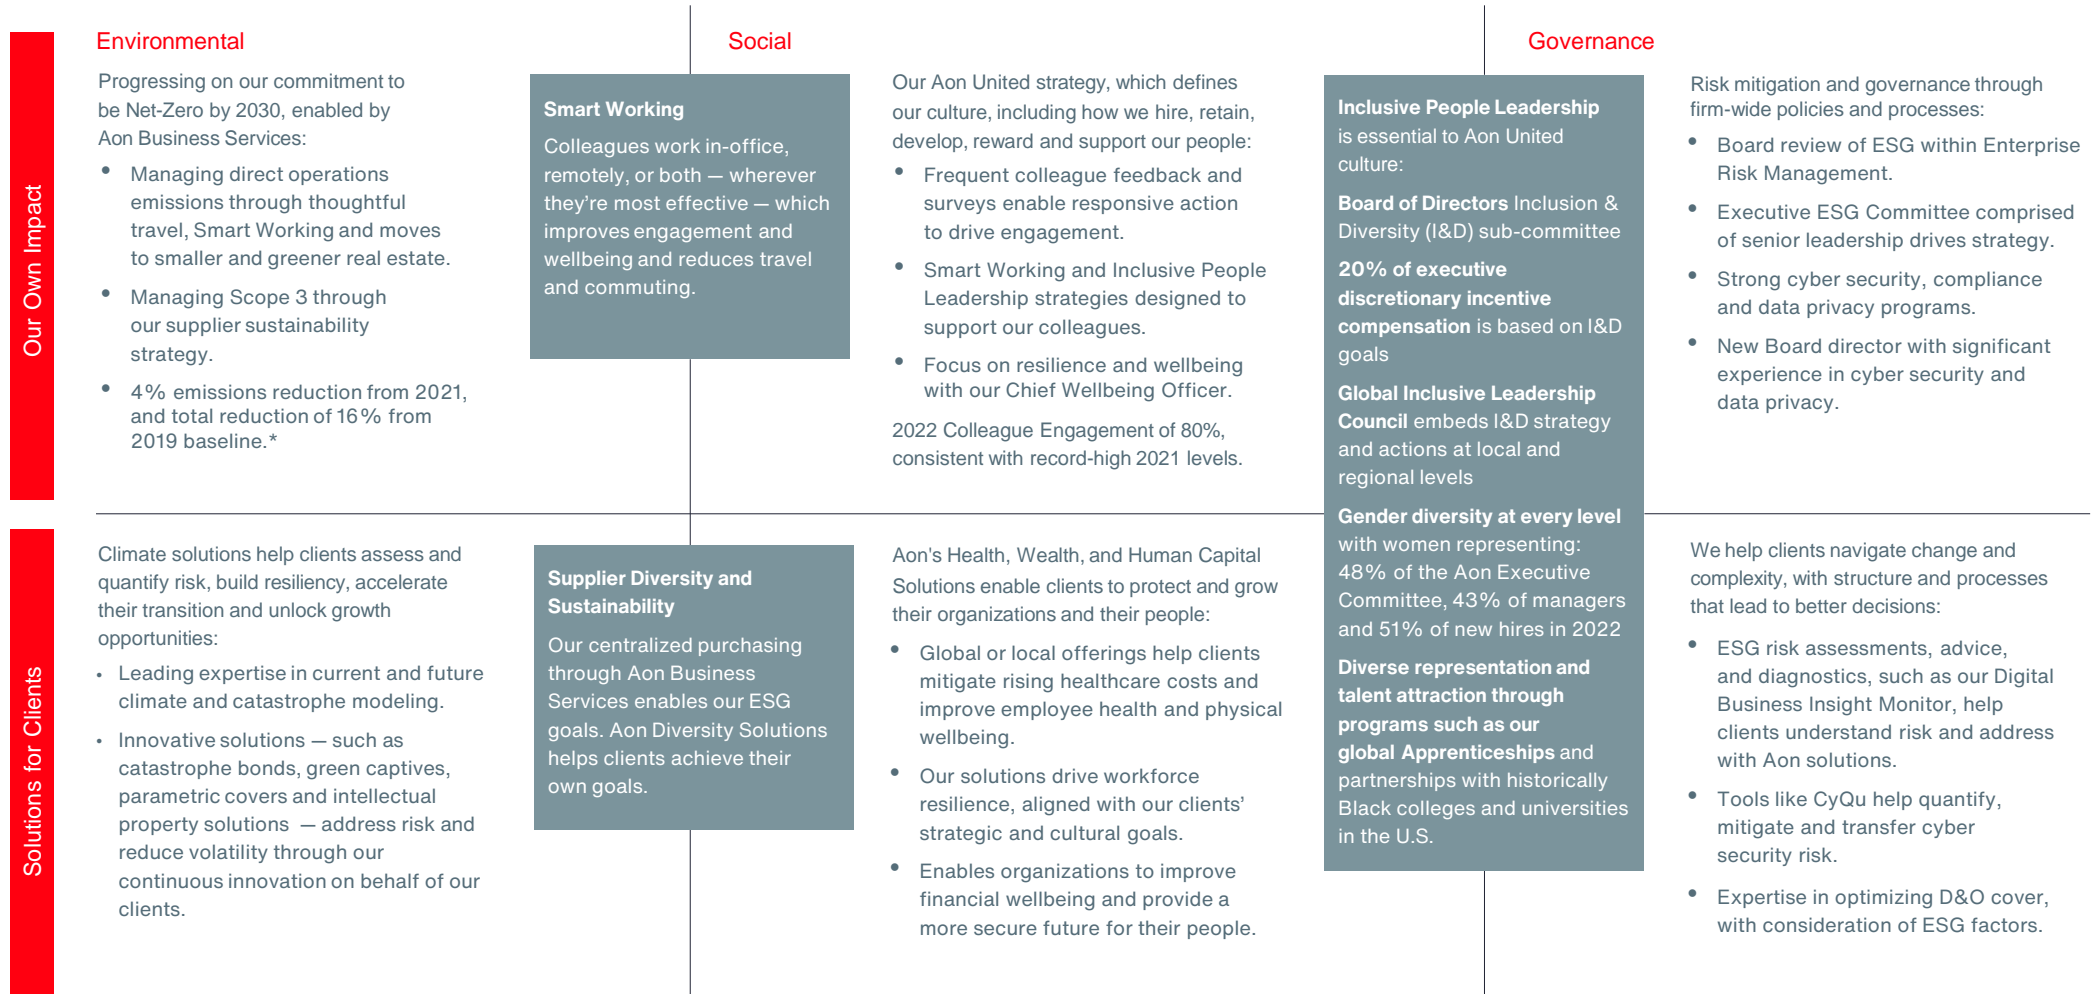 Environmental
Social
Governance
Our Own Impact
Progressing on our commitment to
be Net-Zero by 2030, enabled by
Aon Business Services:
• Managing direct operations
emissions through thoughtful
travel, Smart Working and moves
to smaller and greener real estate.
• Managing Scope 3 through
our supplier sustainability
strategy.
• 4% emissions reduction from 2021,
and total reduction of 16% from
2019 baseline.*
Smart Working
Colleagues work in-office,
remotely, or both — wherever
they're most effective — which
improves engagement and
wellbeing and reduces travel
and commuting.
Our Aon United strategy, which defines
our culture, including how we hire, retain,
develop, reward and support our people:
• Frequent colleague feedback and
surveys enable responsive action
to drive engagement.
• Smart Working and Inclusive People
Leadership strategies designed to
support our colleagues.
• Focus on resilience and wellbeing
with our Chief Wellbeing Officer.
2022 Colleague Engagement of 80%,
consistent with record-high 2021 levels.
Inclusive People Leadership
is essential to Aon United
culture:
Board of Directors Inclusion &
Diversity (I&D) sub-committee
20% of executive
discretionary incentive
compensation is based on I&D
goals
Global Inclusive Leadership
Council embeds I&D strategy
and actions at local and
regional levels
Gender diversity at every level
with women representing:
48% of the Aon Executive
Committee, 43% of managers
and 51% of new hires in 2022
Diverse representation and
talent attraction through
programs such as our
global Apprenticeships and
partnerships with historically
Black colleges and universities
in the U.S.
Risk mitigation and governance through
firm-wide policies and processes:
• Board review of ESG within Enterprise
Risk Management.
• Executive ESG Committee comprised
of senior leadership drives strategy.
• Strong cyber security, compliance
and data privacy programs.
• New Board director with significant
experience in cyber security and
data privacy.
Solutions for Clients
Climate solutions help clients assess and
quantify risk, build resiliency, accelerate
their transition and unlock growth
opportunities:
• Leading expertise in current and future
climate and catastrophe modeling.
• Innovative solutions — such as
catastrophe bonds, green captives,
parametric covers and intellectual
property solutions — address risk and
reduce volatility through our
continuous innovation on behalf of our
clients.
Supplier Diversity and
Sustainability
Our centralized purchasing
through Aon Business
Services enables our ESG
goals. Aon Diversity Solutions
helps clients achieve their
own goals.
Aon's Health, Wealth, and Human Capital
Solutions enable clients to protect and grow
their organizations and their people:
• Global or local offerings help clients
mitigate rising healthcare costs and
improve employee health and physical
wellbeing.
• Our solutions drive workforce
resilience, aligned with our clients'
strategic and cultural goals.
• Enables organizations to improve
financial wellbeing and provide a
more secure future for their people.
We help clients navigate change and
complexity, with structure and processes
that lead to better decisions:
• ESG risk assessments, advice,
and diagnostics, such as our Digital
Business Insight Monitor, help
clients understand risk and address
with Aon solutions.
• Tools like CyQu help quantify,
mitigate and transfer cyber
security risk.
• Expertise in optimizing D&O cover,
with consideration of ESG factors.